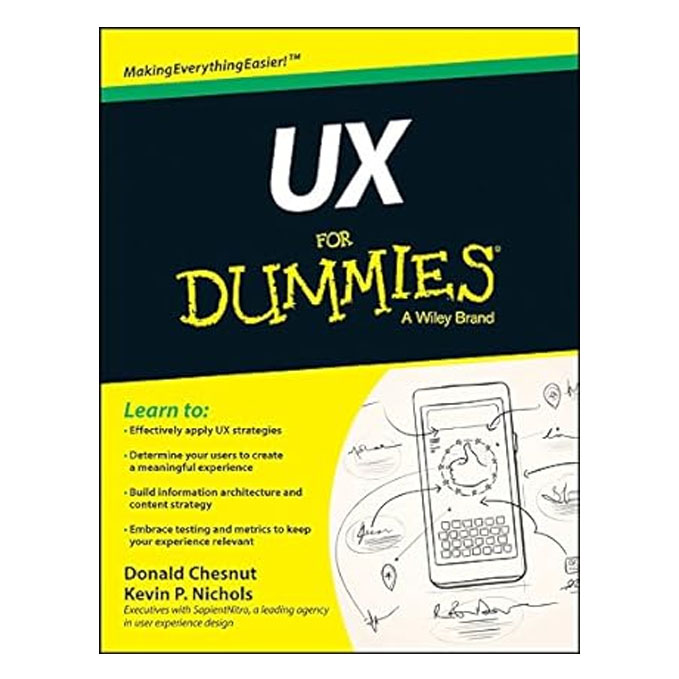 MakingEverythingEasier!™
UX
FOR
DUMMIES®
A Wiley Brand
Learn to:
• Effectively apply UX strategies
• Determine your users to create
a meaningful experience
• Build information architecture and
content strategy
• Embrace testing and metrics to keep
your experience relevant
Donald Chesnut
Kevin P. Nichols
Executives with SapientNitro, a leading agency
in user experience design